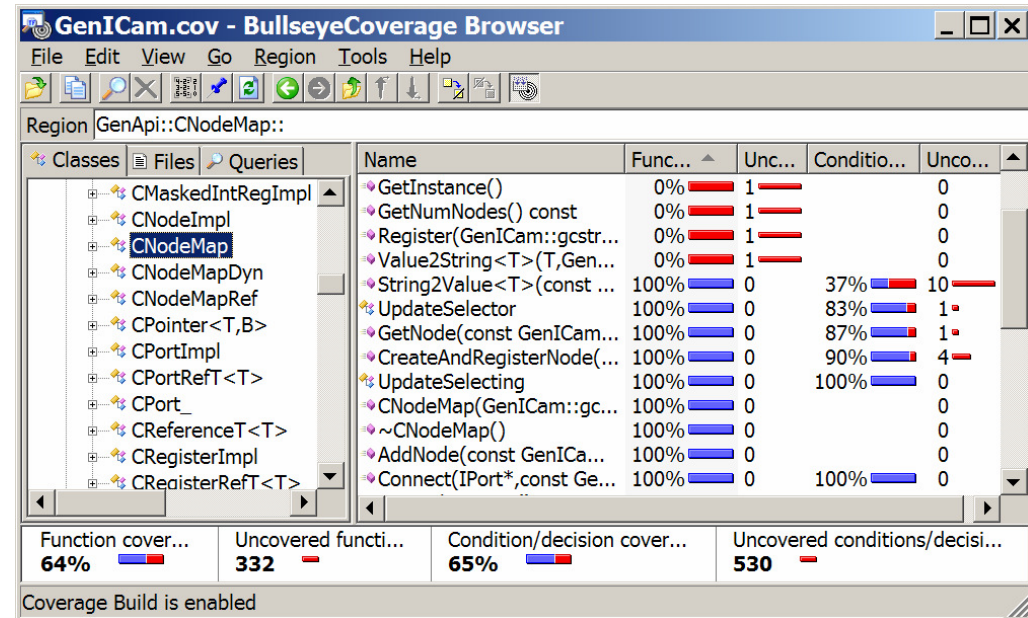 GenICam.cov - BullseyeCoverage Browser
File Edit View Go Region Tools Help
Region GenApi::CNodeMap::
Classes Files Queries
CMaskedIntRegImpl
CNodeImpl
CNodeMap
CNodeMapDyn
CNodeMapRef
CPointer<T,B>
CPortImpl
CPortRefT<T>
CPort_
CReferenceT<T>
CRegisterImpl
CRegisterRefT<T>
Name Func... Unc... Conditio... Unco...
GetInstance() 0% 1 0
GetNumNodes() const 0% 1 0
Register(GenICam::gcstr... 0% 1 0
Value2String<T>(T,Gen... 0% 1 0
String2Value<T>(const ... 100% 0 37% 10
UpdateSelector 100% 0 83% 1
GetNode(const GenICam... 100% 0 87% 1
CreateAndRegisterNode(... 100% 0 90% 4
UpdateSelecting 100% 0 100% 0
CNodeMap(GenICam::gc... 100% 0 0
~CNodeMap() 100% 0 0
AddNode(const GenICa... 100% 0 0
Connect(IPort*,const Ge... 100% 0 100% 0
Function cover... Uncovered functi... Condition/decision cover... Uncovered conditions/decisi...
64% 332 65% 530
Coverage Build is enabled